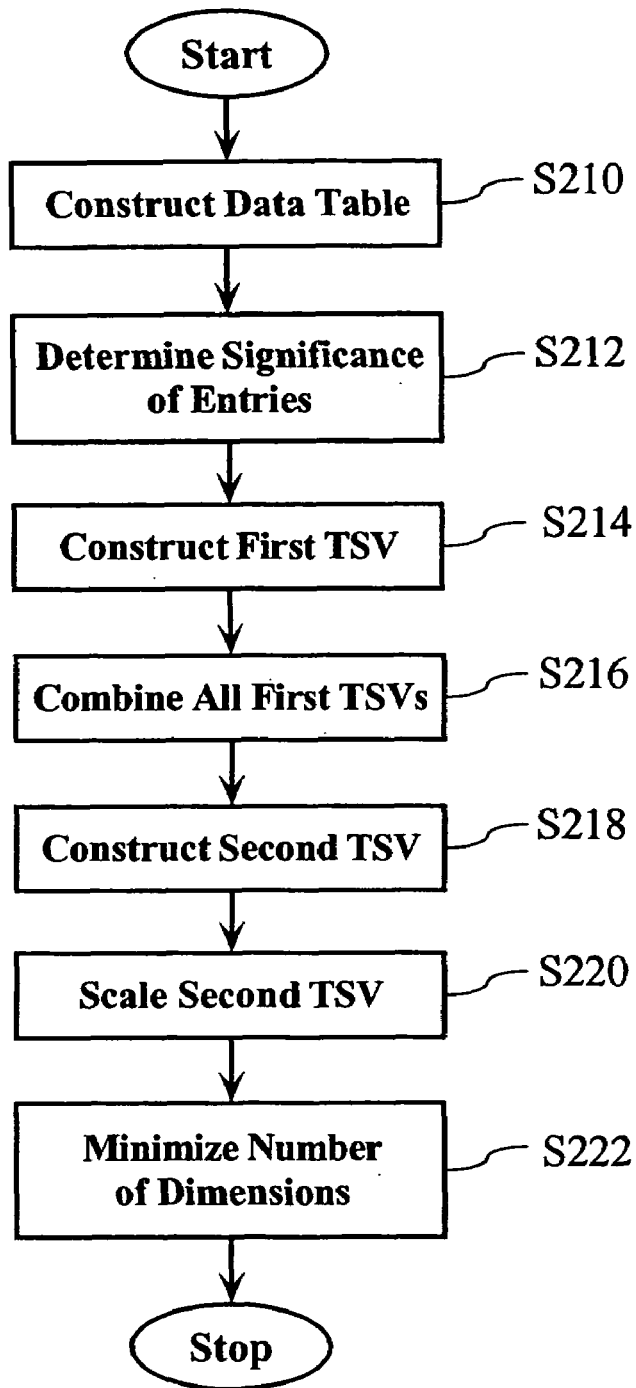 Start
Construct Data Table
S210
Determine Significance
of Entries
S212
Construct First TSV
S214
Combine All First TSVs
S216
Construct Second TSV
S218
Scale Second TSV
S220
Minimize Number
of Dimensions
S222
Stop